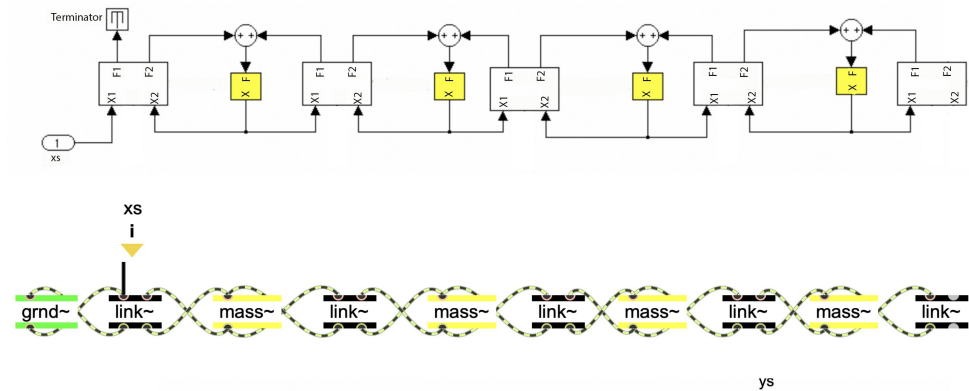 Terminator
F1 F2 + + F F1 F2 + + F F1 F2 + + F F1 F2 + + F F1 F2
X1 X2 X X1 X2 X X1 X2 X X1 X2 X X1 X2
1
xs
xs
i
grnd~ link~ mass~ link~ mass~ link~ mass~ link~ mass~ link~
ys